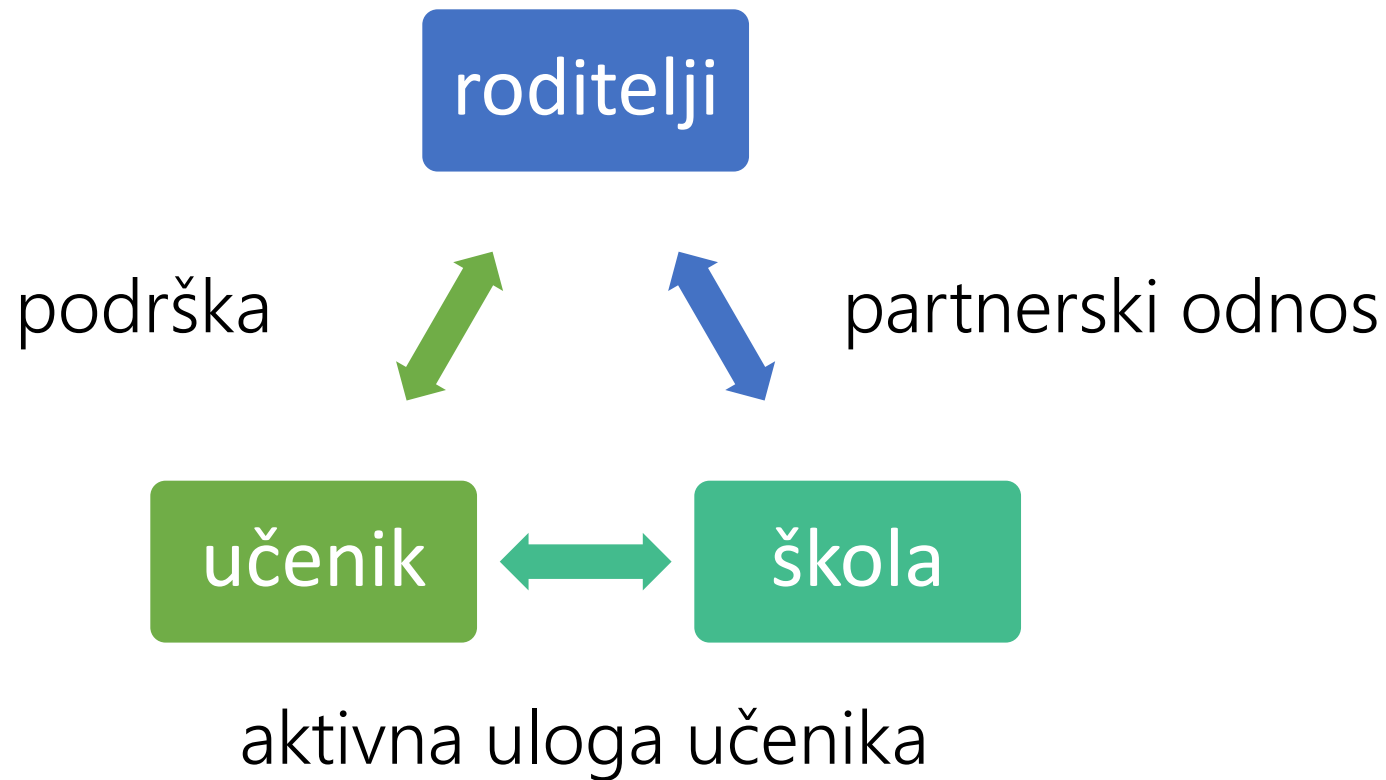 roditelji
podrška
partnerski odnos
učenik
škola
aktivna uloga učenika